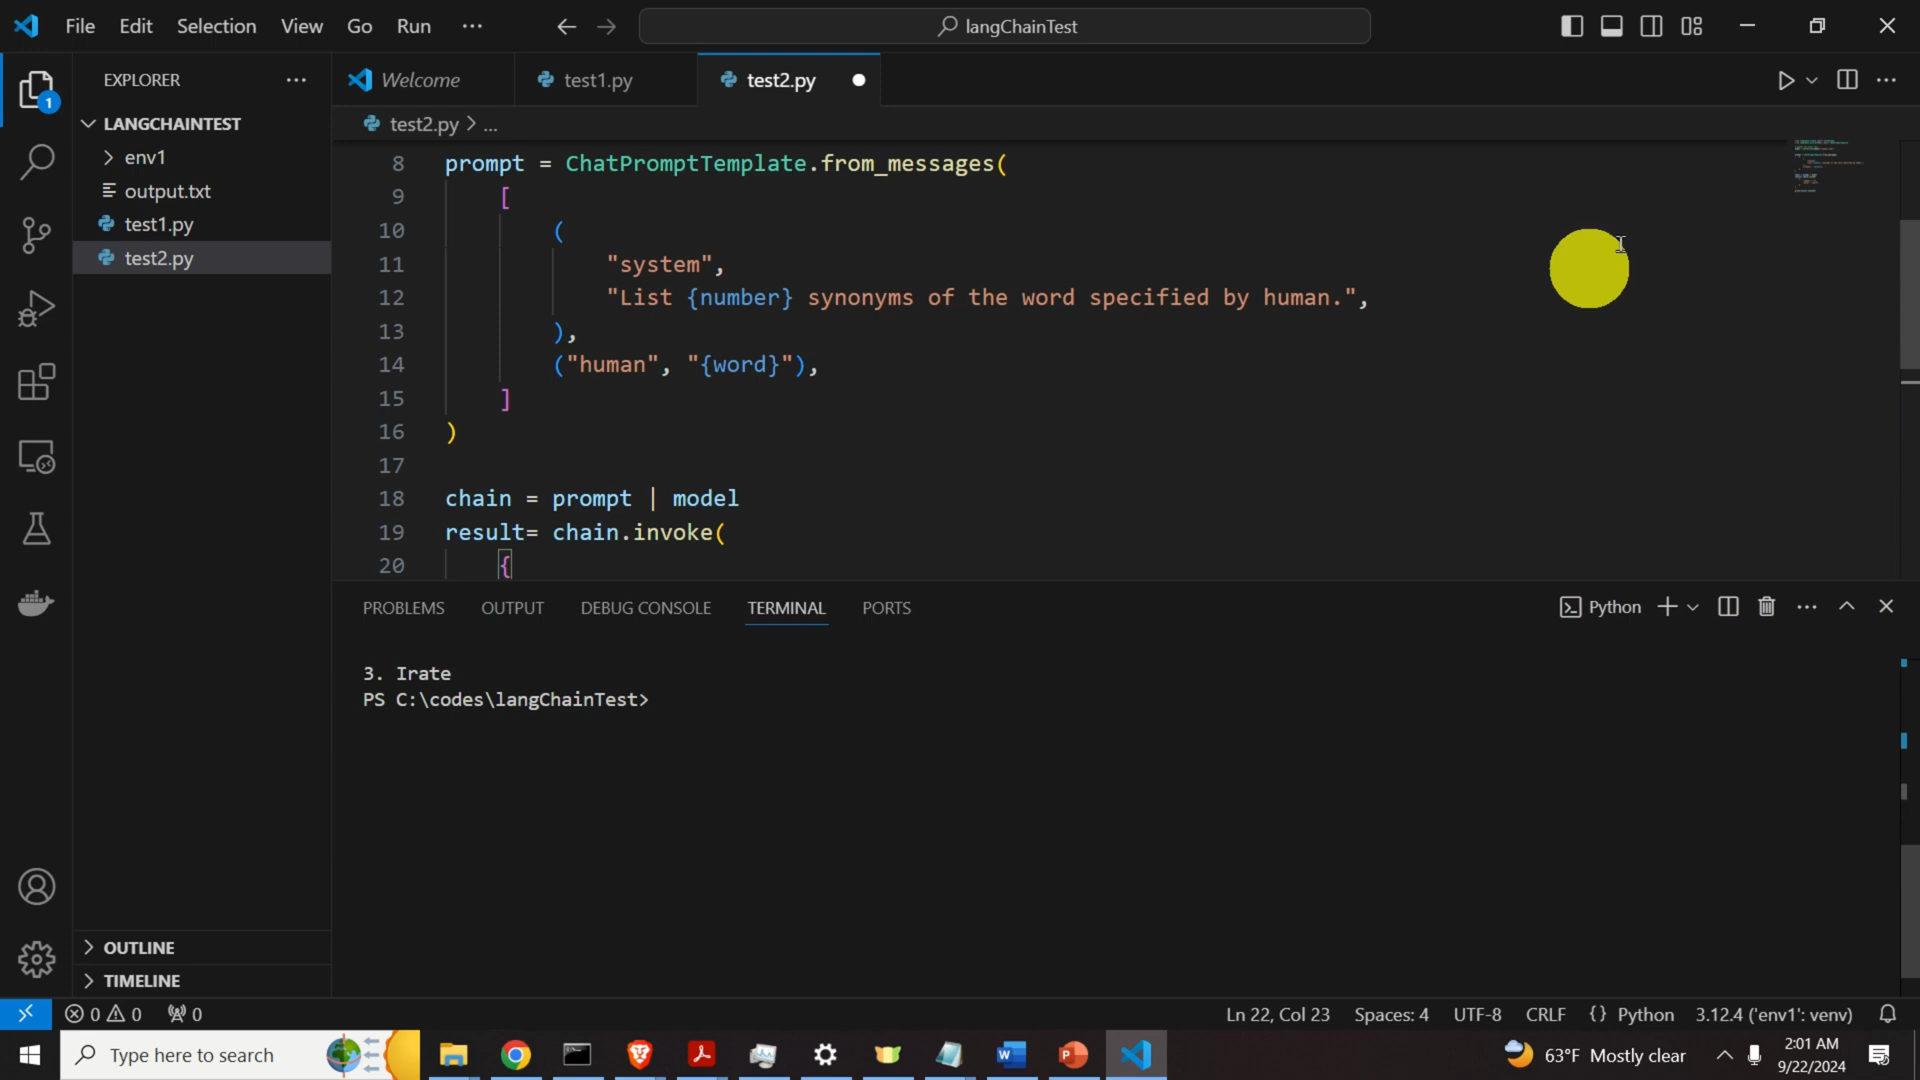 File Edit Selection View Go Run ···
langChainTest
EXPLORER ···
Welcome test1.py test2.py
1
test2.py > ...
LANGCHAINTEST
env1
output.txt
test1.py
test2.py
8 prompt = ChatPromptTemplate.from_messages(
9 [
10 (
11 "system",
12 "List {number} synonyms of the word specified by human.",
13 ),
14 ("human", "{word}"),
15 ]
16 )
17
18 chain = prompt | model
19 result= chain.invoke(
20 {
PROBLEMS OUTPUT DEBUG CONSOLE TERMINAL PORTS
Python
3. Irate
PS C:\codes\langChainTest>
OUTLINE
TIMELINE
0 0 0
Ln 22, Col 23 Spaces: 4 UTF-8 CRLF {} Python 3.12.4 ('env1': venv)
Type here to search
63°F Mostly clear
2:01 AM
9/22/2024